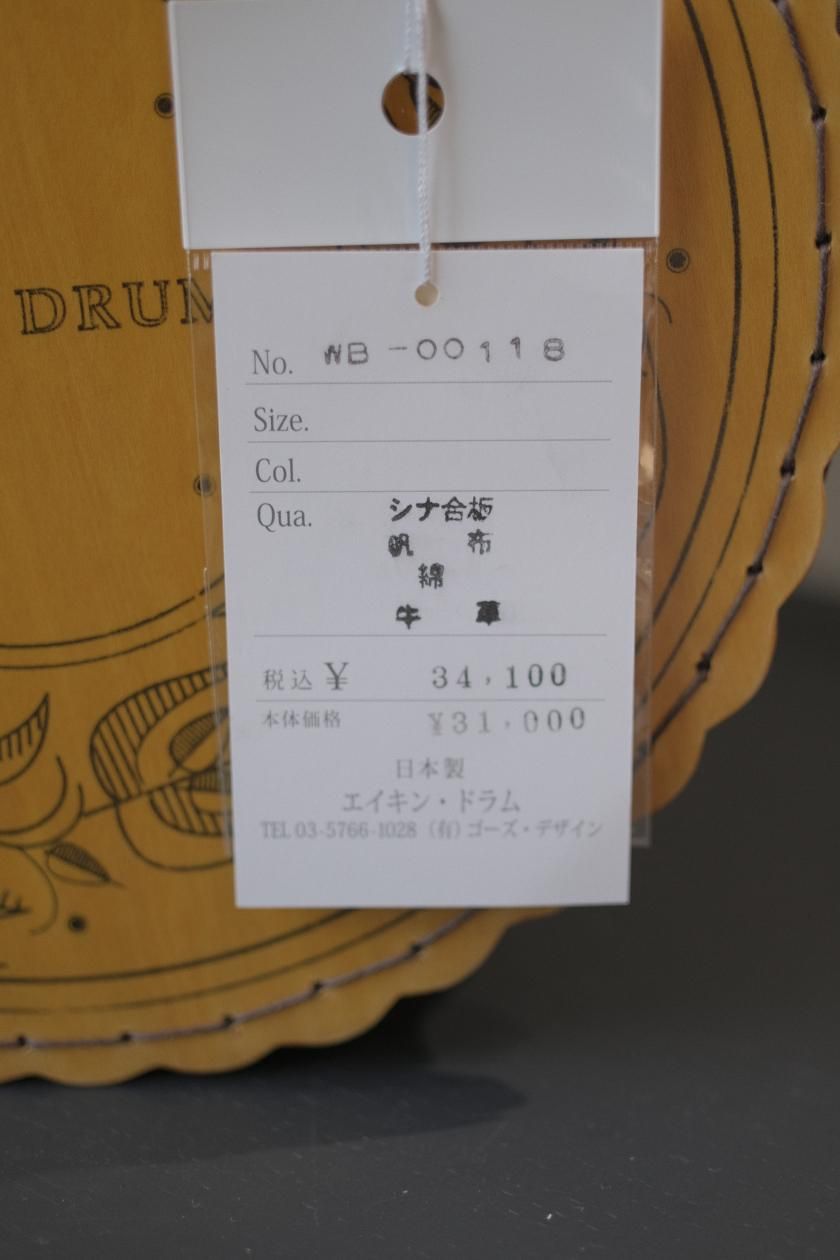 DRUM
No. WB-00118
Size.
Col.
Qua. シナ合板
帆 布
綿
牛 革
税込 ¥ 34,100
本体価格 ¥31,000
日本製
エイキン・ドラム
TEL 03-5766-1028 (有)ゴーズ・デザイン